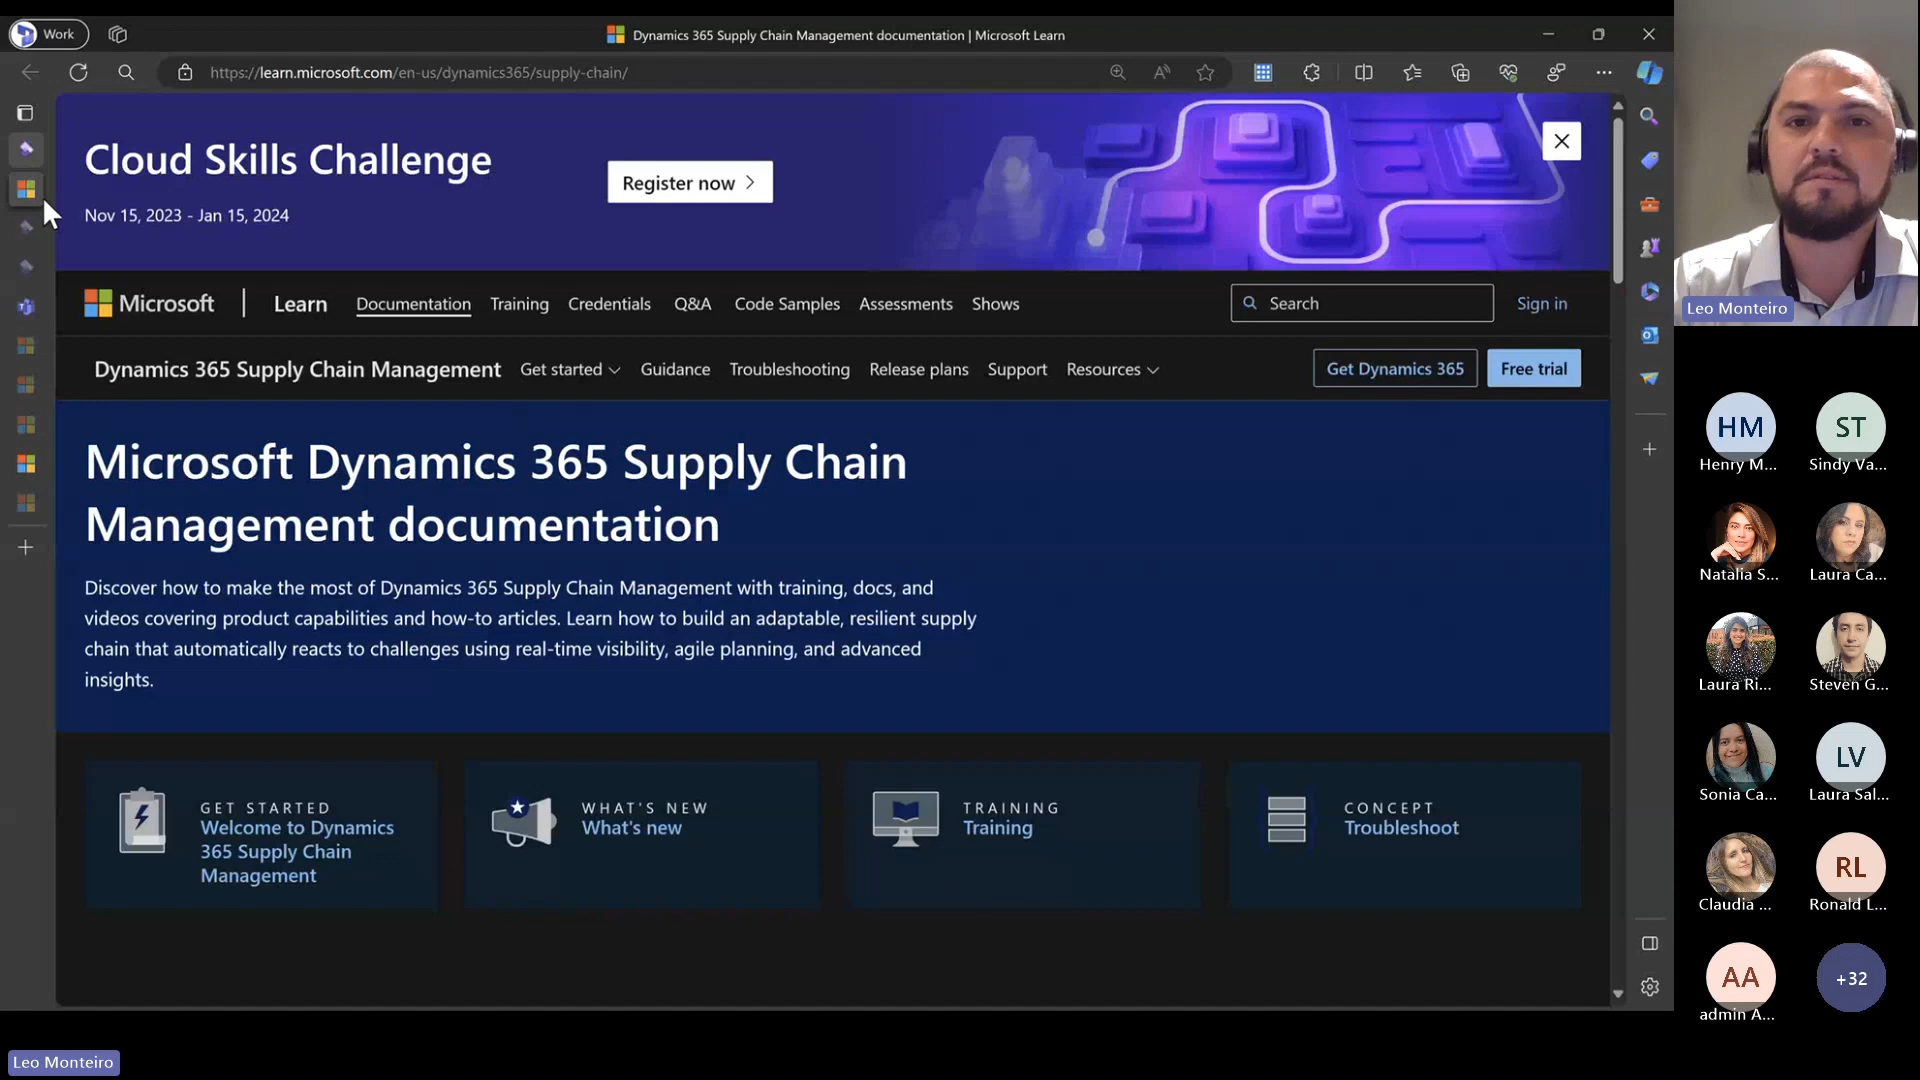 Work
Dynamics 365 Supply Chain Management documentation | Microsoft Learn
https://learn.microsoft.com/en-us/dynamics365/supply-chain/
Cloud Skills Challenge
Nov 15, 2023 - Jan 15, 2024
Register now
Microsoft
Learn
Documentation
Training
Credentials
Q&A
Code Samples
Assessments
Shows
Search
Sign in
Dynamics 365 Supply Chain Management
Get started
Guidance
Troubleshooting
Release plans
Support
Resources
Get Dynamics 365
Free trial
Microsoft Dynamics 365 Supply Chain
Management documentation
Discover how to make the most of Dynamics 365 Supply Chain Management with training, docs, and
videos covering product capabilities and how-to articles. Learn how to build an adaptable, resilient supply
chain that automatically reacts to challenges using real-time visibility, agile planning, and advanced
insights.
GET STARTED
Welcome to Dynamics
365 Supply Chain
Management
WHAT'S NEW
What's new
TRAINING
Training
CONCEPT
Troubleshoot
Leo Monteiro
HM
Henry M...
ST
Sindy Va...
Natalia S...
Laura Ca...
Laura Ri...
Steven G...
Sonia Ca...
LV
Laura Sal...
Claudia ...
RL
Ronald L...
AA
admin A...
+32
Leo Monteiro